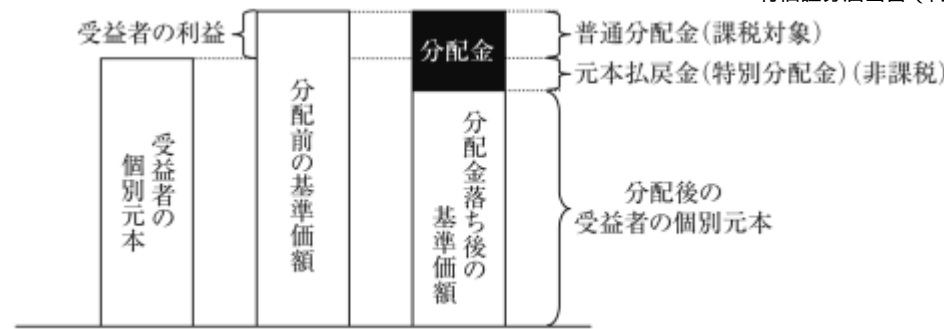 受益者の利益
受益者の
個別元本
分配前の基準価額
分配金
分配金落ち後の
基準価額
普通分配金(課税対象)
元本払戻金(特別分配金)(非課税)
分配後の
受益者の個別元本